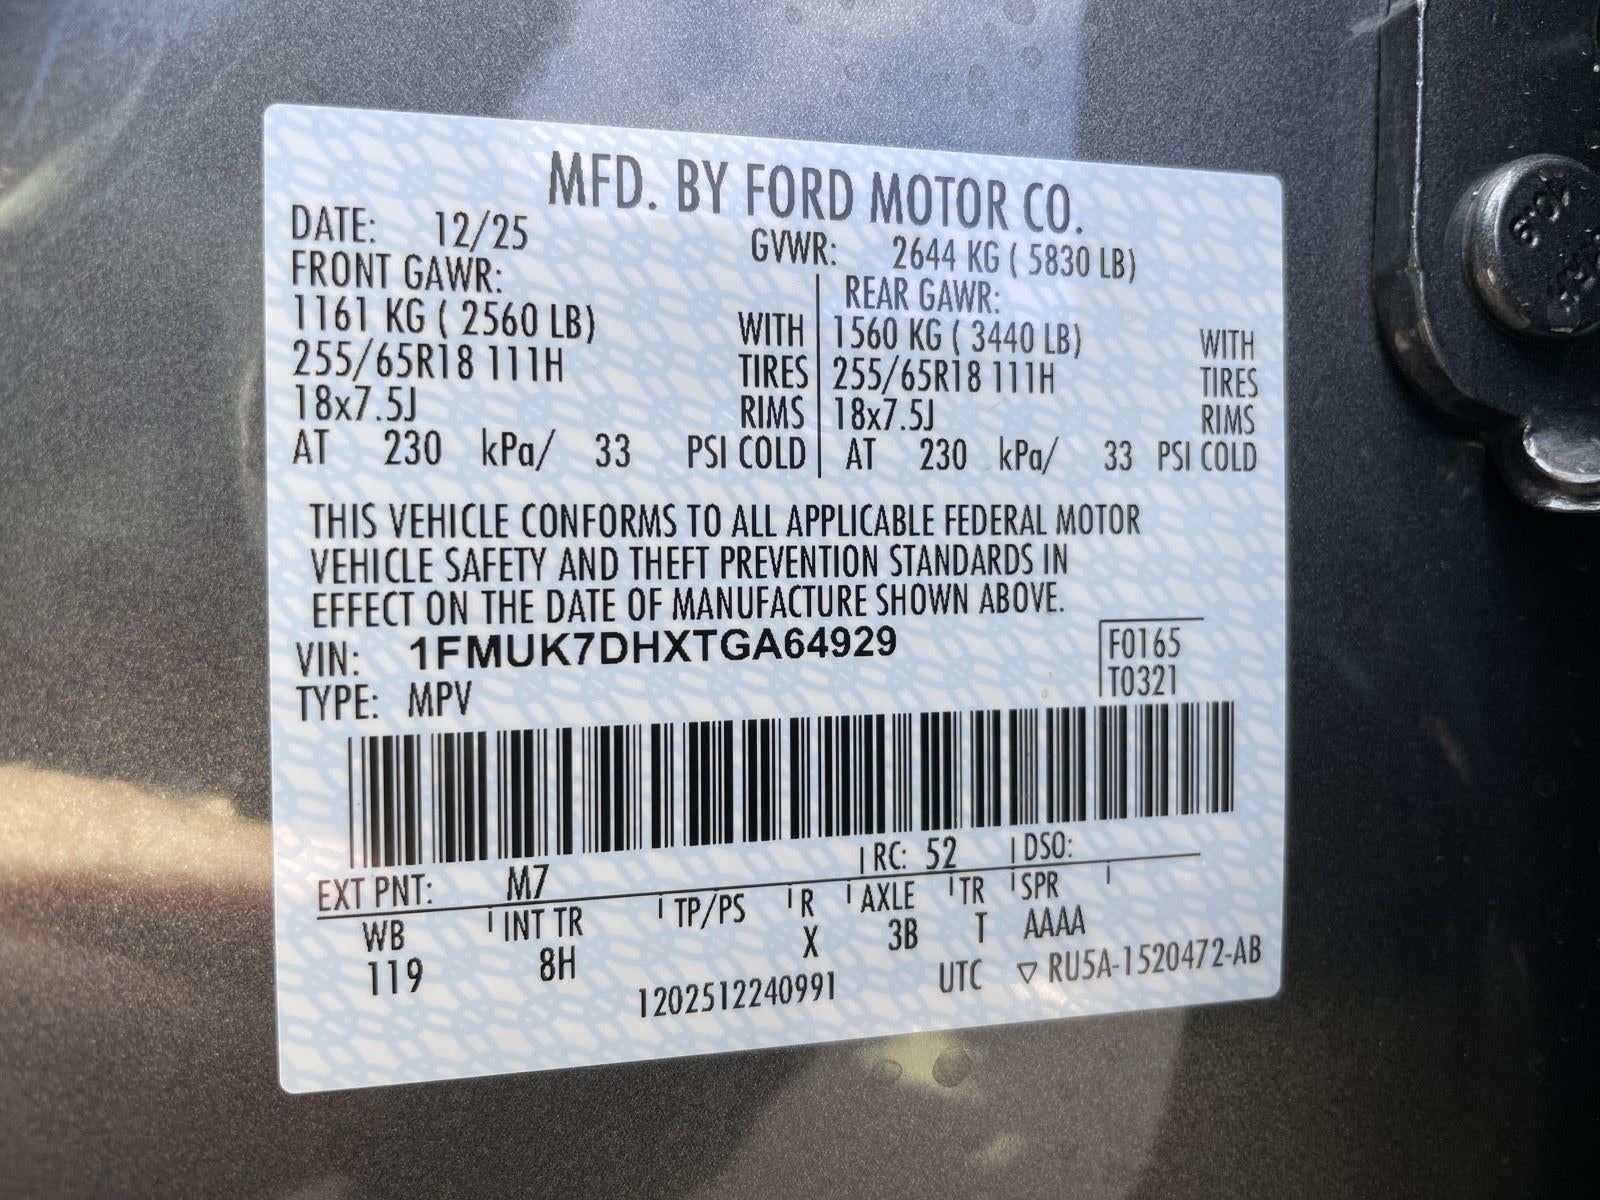 MFD. BY FORD MOTOR CO.
DATE: 12/25 GVWR: 2644 KG ( 5830 LB)
FRONT GAWR: REAR GAWR:
1161 KG ( 2560 LB) WITH 1560 KG ( 3440 LB) WITH
255/65R18 111H TIRES 255/65R18 111H TIRES
18x7.5J RIMS 18x7.5J RIMS
AT 230 kPa/ 33 PSI COLD AT 230 kPa/ 33 PSI COLD
THIS VEHICLE CONFORMS TO ALL APPLICABLE FEDERAL MOTOR
VEHICLE SAFETY AND THEFT PREVENTION STANDARDS IN
EFFECT ON THE DATE OF MANUFACTURE SHOWN ABOVE.
VIN: 1FMUK7DHXTGA64929 F0165
TYPE: MPV T0321
EXT PNT: M7 RC: 52 DSO:
WB INT TR TP/PS R AXLE TR SPR
119 8H X 3B T AAAA
1202512240991 UTC ▽ RU5A-1520472-AB